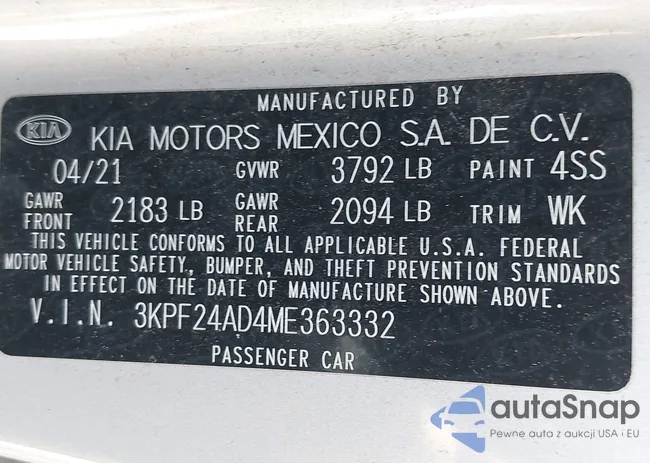 MANUFACTURED BY
KIA KIA MOTORS MEXICO S.A. DE C.V.
04/21 GVWR 3792 LB PAINT 4SS
GAWR FRONT 2183 LB GAWR REAR 2094 LB TRIM WK
THIS VEHICLE CONFORMS TO ALL APPLICABLE U.S.A. FEDERAL
MOTOR VEHICLE SAFETY, BUMPER, AND THEFT PREVENTION STANDARDS
IN EFFECT ON THE DATE OF MANUFACTURE SHOWN ABOVE.
V.I.N. 3KPF24AD4ME363332
PASSENGER CAR
autaSnap
Pewne auta z aukcji USA i EU